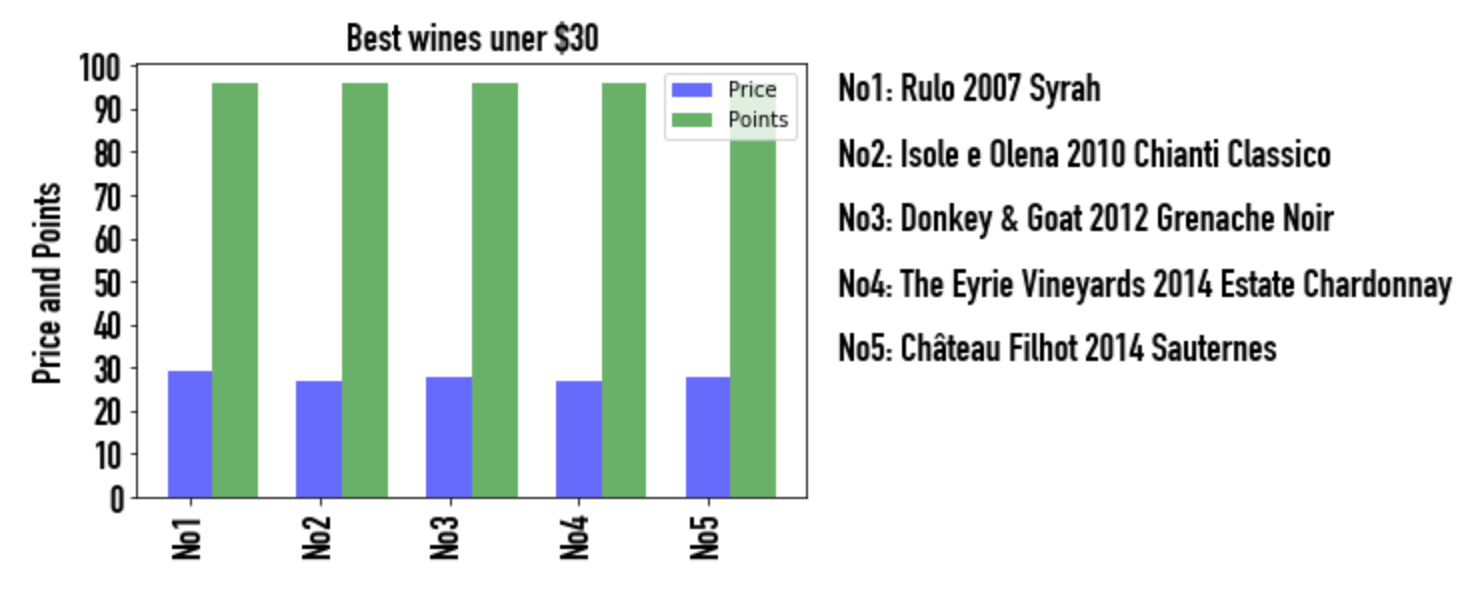 Best wines uner $30
Price and Points
100
90
80
70
60
50
40
30
20
10
0
Price
Points
No1
No2
No3
No4
No5
No1: Rulo 2007 Syrah
No2: Isole e Olena 2010 Chianti Classico
No3: Donkey & Goat 2012 Grenache Noir
No4: The Eyrie Vineyards 2014 Estate Chardonnay
No5: Château Filhot 2014 Sauternes